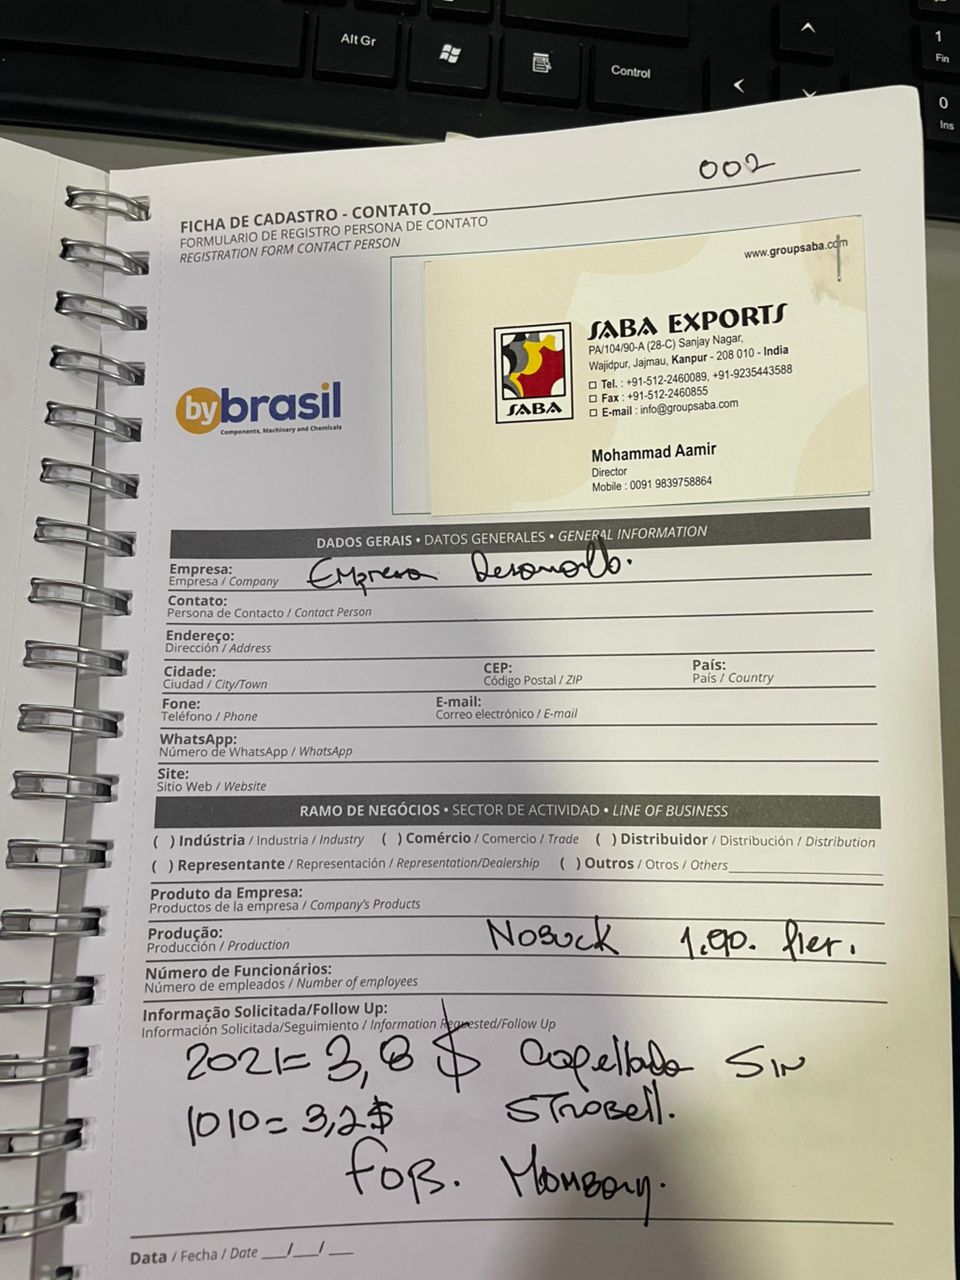 Alt Gr
Control
1
Fin
0
Ins
002
FICHA DE CADASTRO - CONTATO
FORMULARIO DE REGISTRO PERSONA DE CONTATO
REGISTRATION FORM CONTACT PERSON
www.groupsaba.com
SABA EXPORTS
PA/104/90-A (28-C) Sanjay Nagar,
Wajidpur, Jajmau, Kanpur - 208 010 - India
Tel. : +91-512-2460089, +91-9235443588
Fax : +91-512-2460855
E-mail : info@groupsaba.com
SABA
Mohammad Aamir
Director
Mobile : 0091 9839758864
bybrasil
Components, Machinery and Chemicals
DADOS GERAIS • DATOS GENERALES • GENERAL INFORMATION
Empresa: Empresa Desarrollo.
Empresa / Company
Contato:
Persona de Contacto / Contact Person
Endereço:
Dirección / Address
Cidade: CEP: País:
Ciudad / City/Town Código Postal / ZIP País / Country
Fone: E-mail:
Teléfono / Phone Correo electrónico / E-mail
WhatsApp:
Número de WhatsApp / WhatsApp
Site:
Sitio Web / Website
RAMO DE NEGÓCIOS • SECTOR DE ACTIVIDAD • LINE OF BUSINESS
( ) Indústria / Industria / Industry ( ) Comércio / Comercio / Trade ( ) Distribuidor / Distribución / Distribution
( ) Representante / Representación / Representation/Dealership ( ) Outros / Otros / Others
Produto da Empresa:
Productos de la empresa / Company's Products
Produção: Nobuck 1.90.
Producción / Production
Número de Funcionários:
Número de empleados / Number of employees
Informação Solicitada/Follow Up:
Información Solicitada/Seguimiento / Information Requested/Follow Up
2021= 3,8 $ Capellada Sin
1010= 3,2$ Strobell.
FOB.
Data / Fecha / Date __/__/__